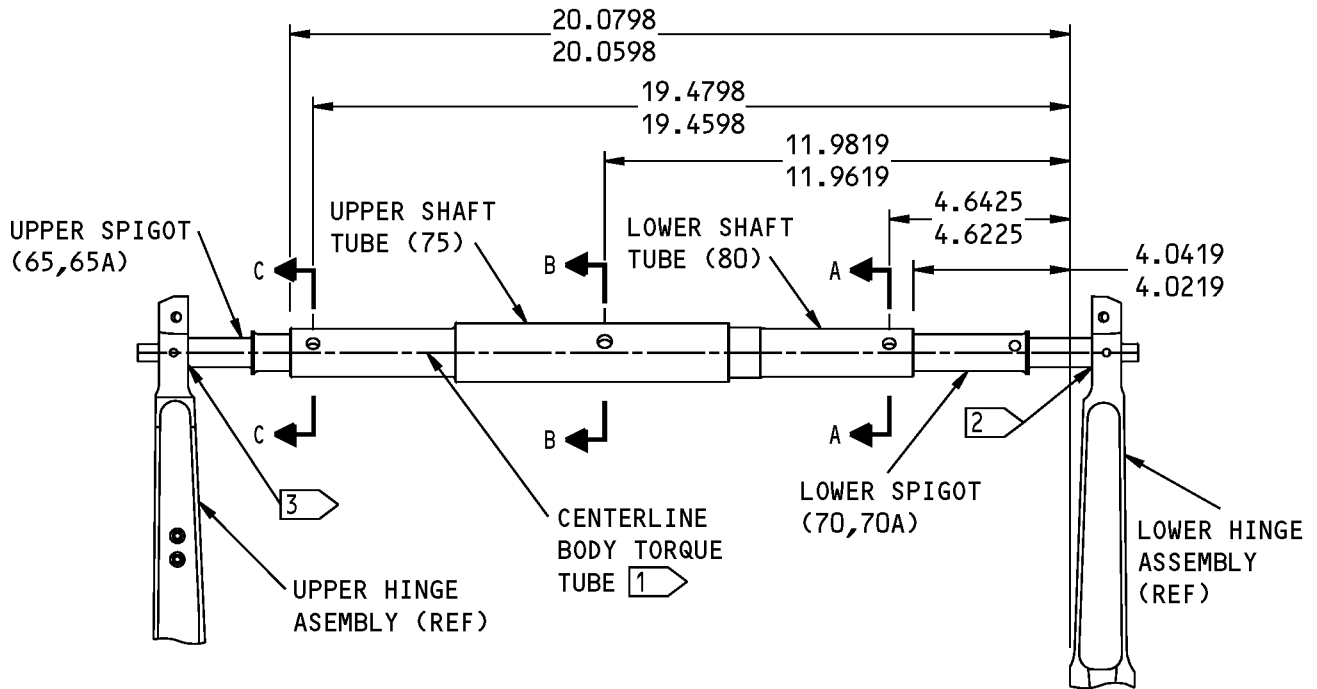 20.0798
20.0598
19.4798
19.4598
11.9819
11.9619
4.6425
4.6225
4.0419
4.0219
UPPER SPIGOT
(65,65A)
UPPER SHAFT
TUBE (75)
LOWER SHAFT
TUBE (80)
C
B
A
C
B
A
2
3
LOWER SPIGOT
(70,70A)
CENTERLINE
BODY TORQUE
TUBE 1
LOWER HINGE
ASSEMBLY
(REF)
UPPER HINGE
ASEMBLY (REF)